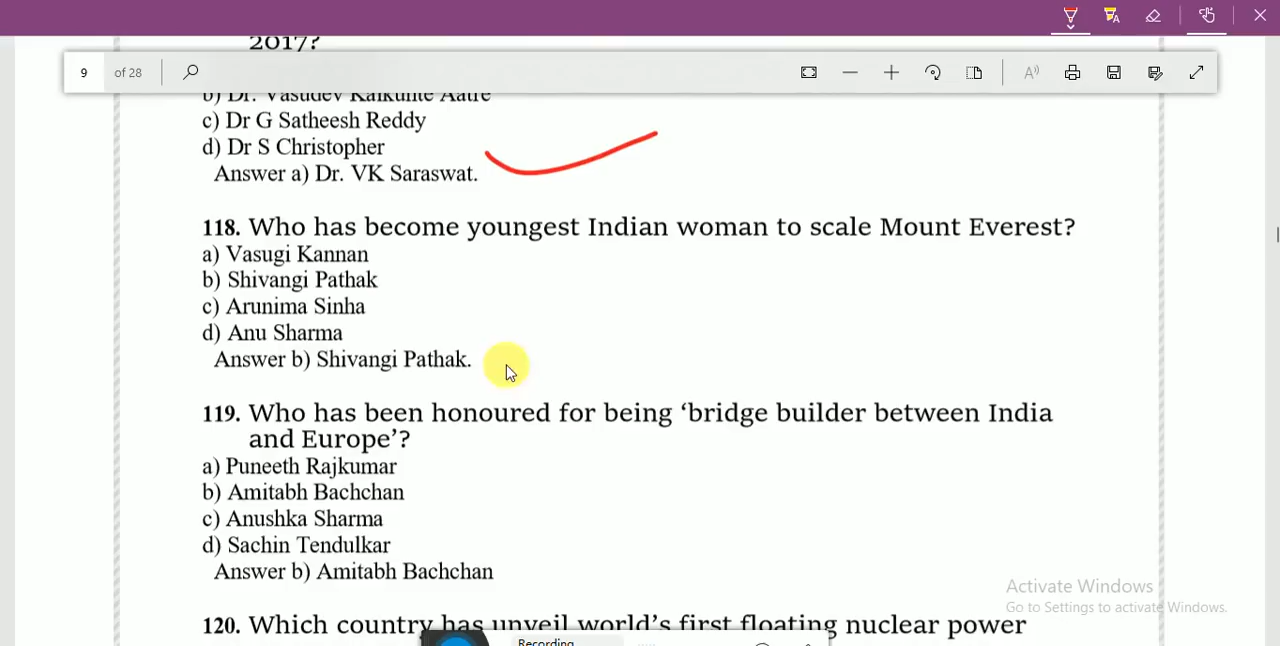 2017?
9 of 28
b) Dr. Vasudev Kalkunte Aatre
c) Dr G Satheesh Reddy
d) Dr S Christopher
Answer a) Dr. VK Saraswat.
118. Who has become youngest Indian woman to scale Mount Everest?
a) Vasugi Kannan
b) Shivangi Pathak
c) Arunima Sinha
d) Anu Sharma
Answer b) Shivangi Pathak.
119. Who has been honoured for being ‘bridge builder between India
and Europe’?
a) Puneeth Rajkumar
b) Amitabh Bachchan
c) Anushka Sharma
d) Sachin Tendulkar
Answer b) Amitabh Bachchan
Activate Windows
Go to Settings to activate Windows.
120. Which country has unveil world’s first floating nuclear power
Recording